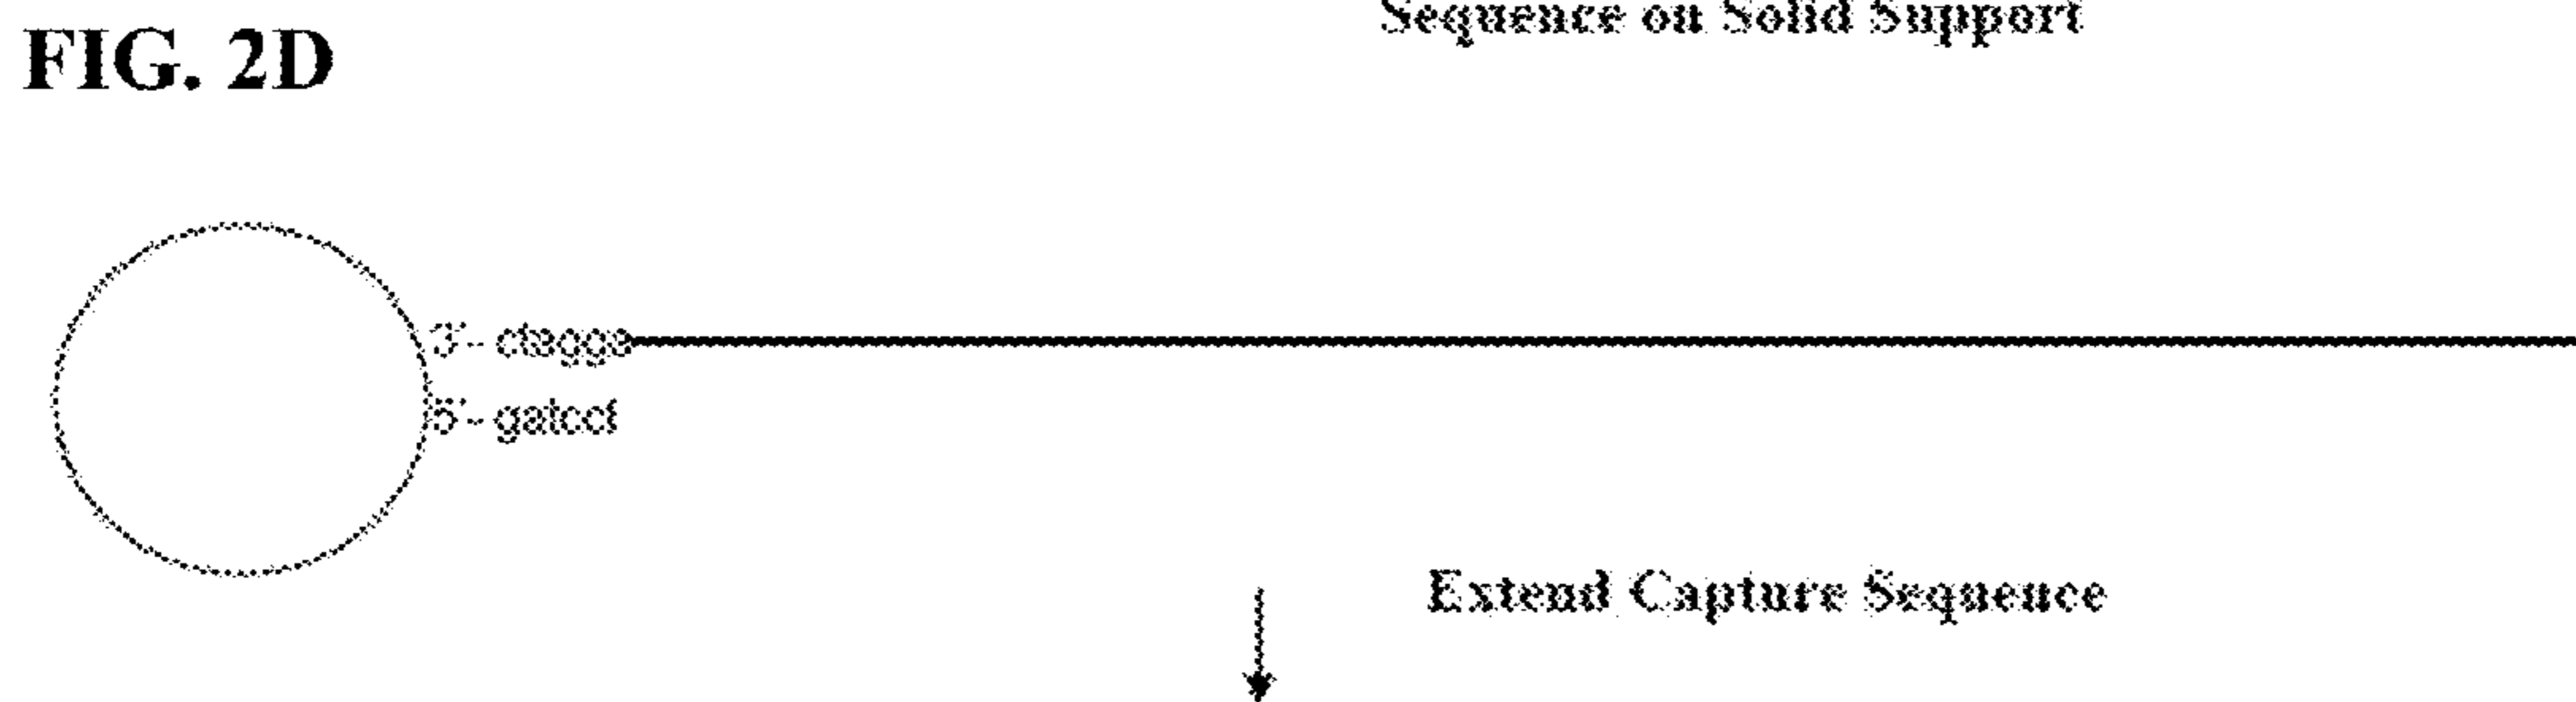 Sequence on Solid Support
FIG. 2D
3'- ctagga
5'- gatcct
Extend Capture Sequence